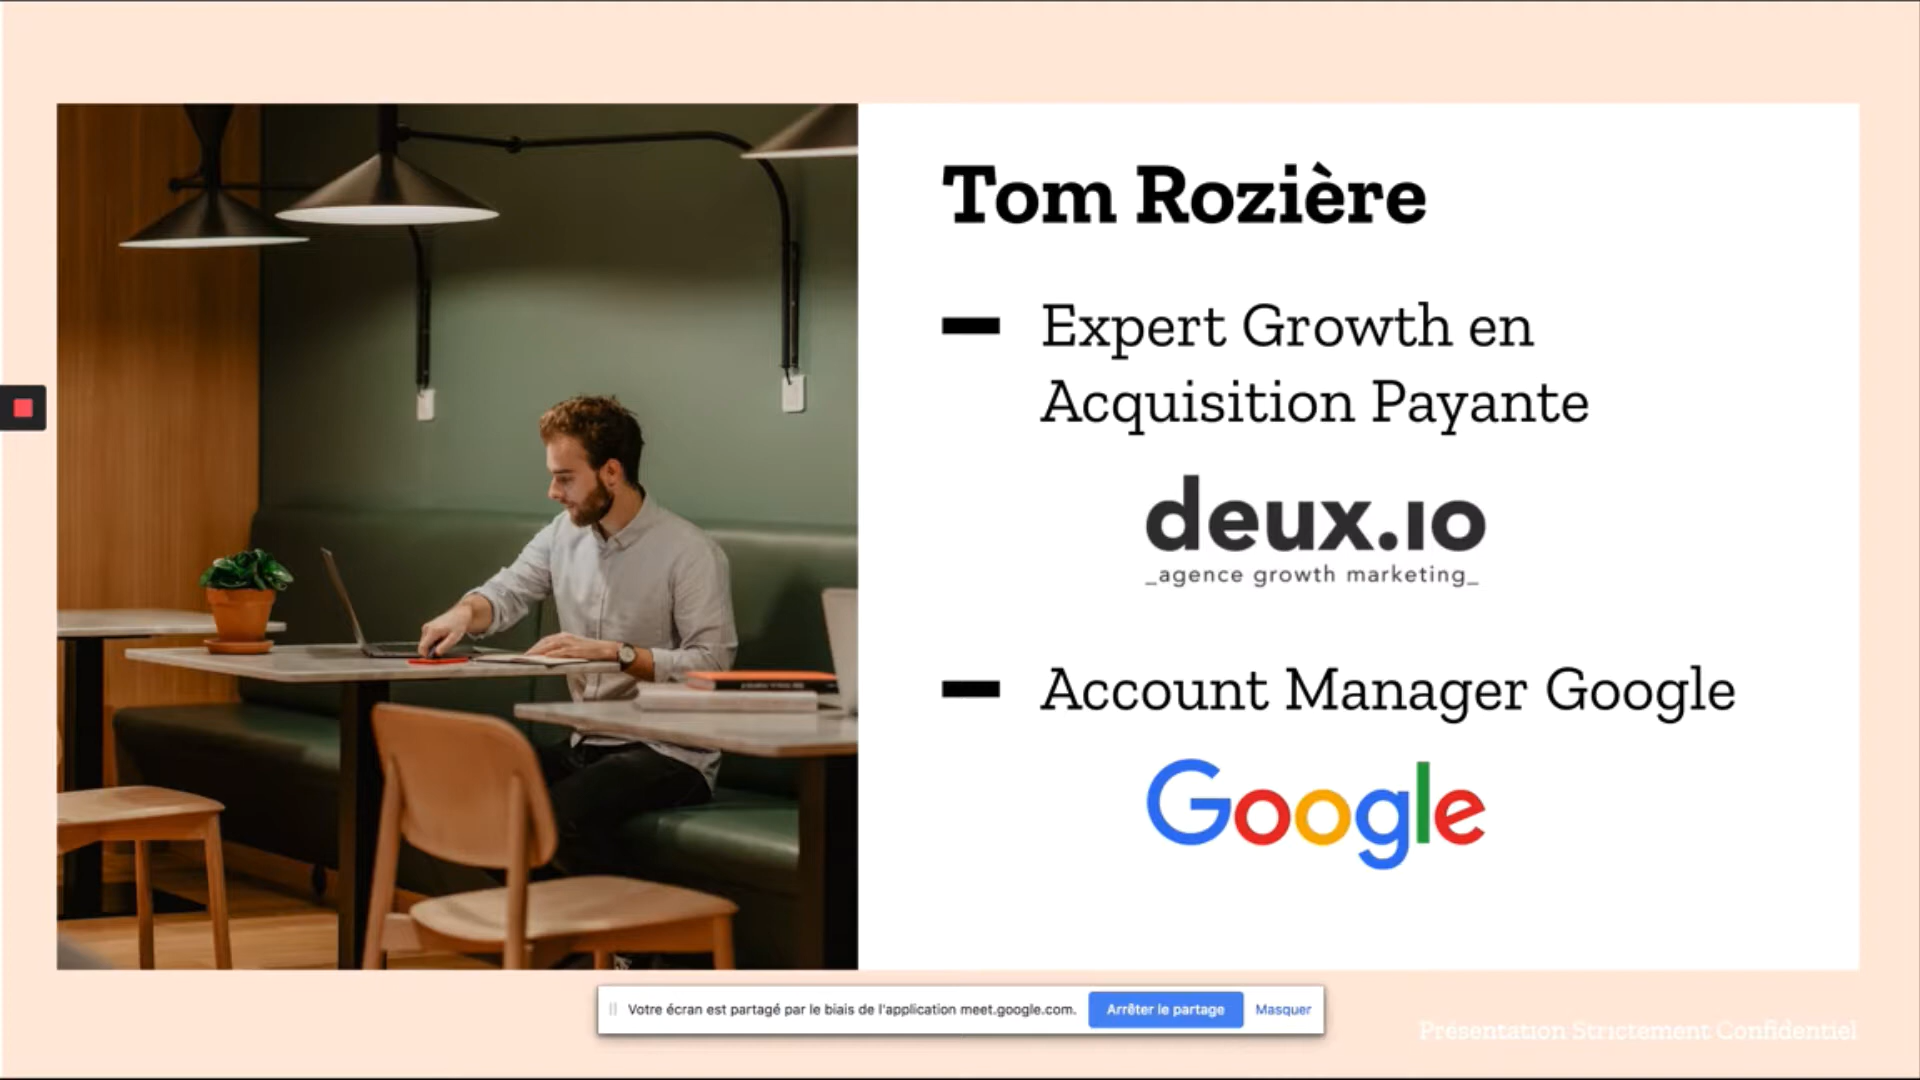 Tom Rozière
Expert Growth en
Acquisition Payante
deux.io
_agence growth marketing_
Account Manager Google
Google
Votre écran est partagé par le biais de l'application meet.google.com.
Arrêter le partage
Masquer
Présentation Strictement Confidentiel